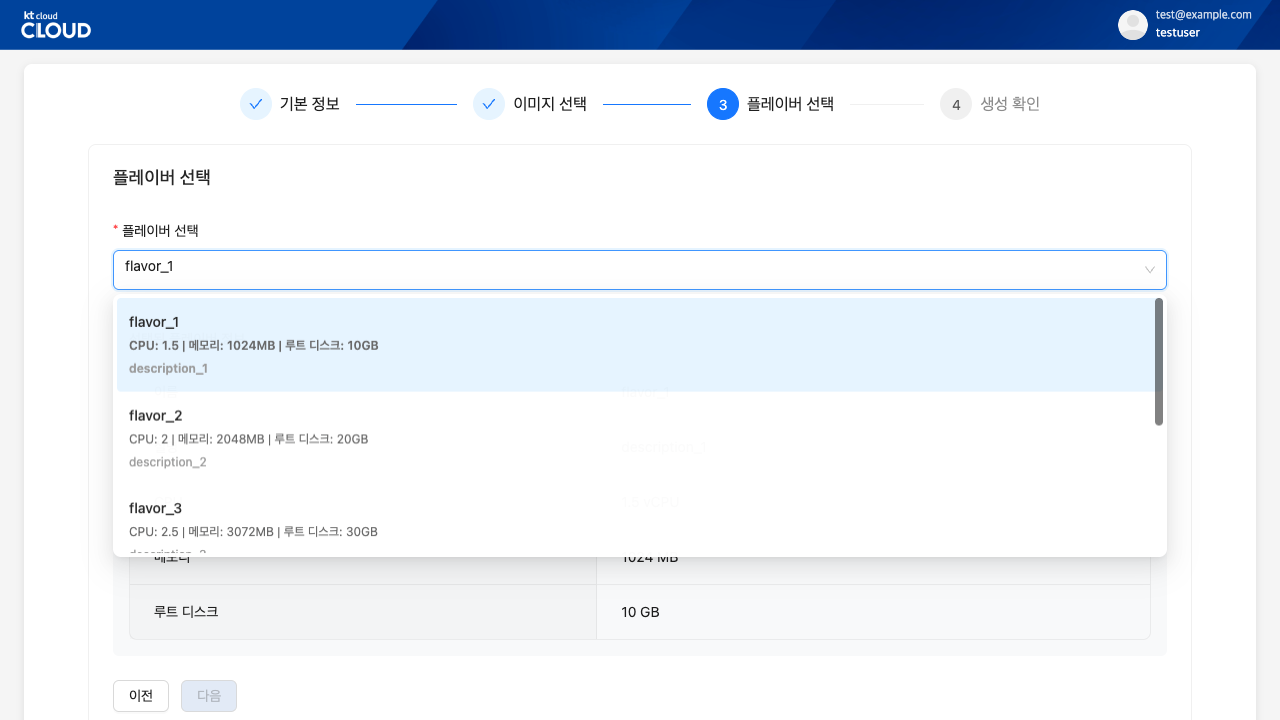 kt cloud
CLOUD
test@example.com
testuser
기본 정보
이미지 선택
3 플레이버 선택
4 생성 확인
플레이버 선택
* 플레이버 선택
flavor_1
flavor_1
CPU: 1.5 | 메모리: 1024MB | 루트 디스크: 10GB
description_1
flavor_2
CPU: 2 | 메모리: 2048MB | 루트 디스크: 20GB
description_2
flavor_3
CPU: 2.5 | 메모리: 3072MB | 루트 디스크: 30GB
description_3
메모리 1024 MB
루트 디스크 10 GB
이전 다음